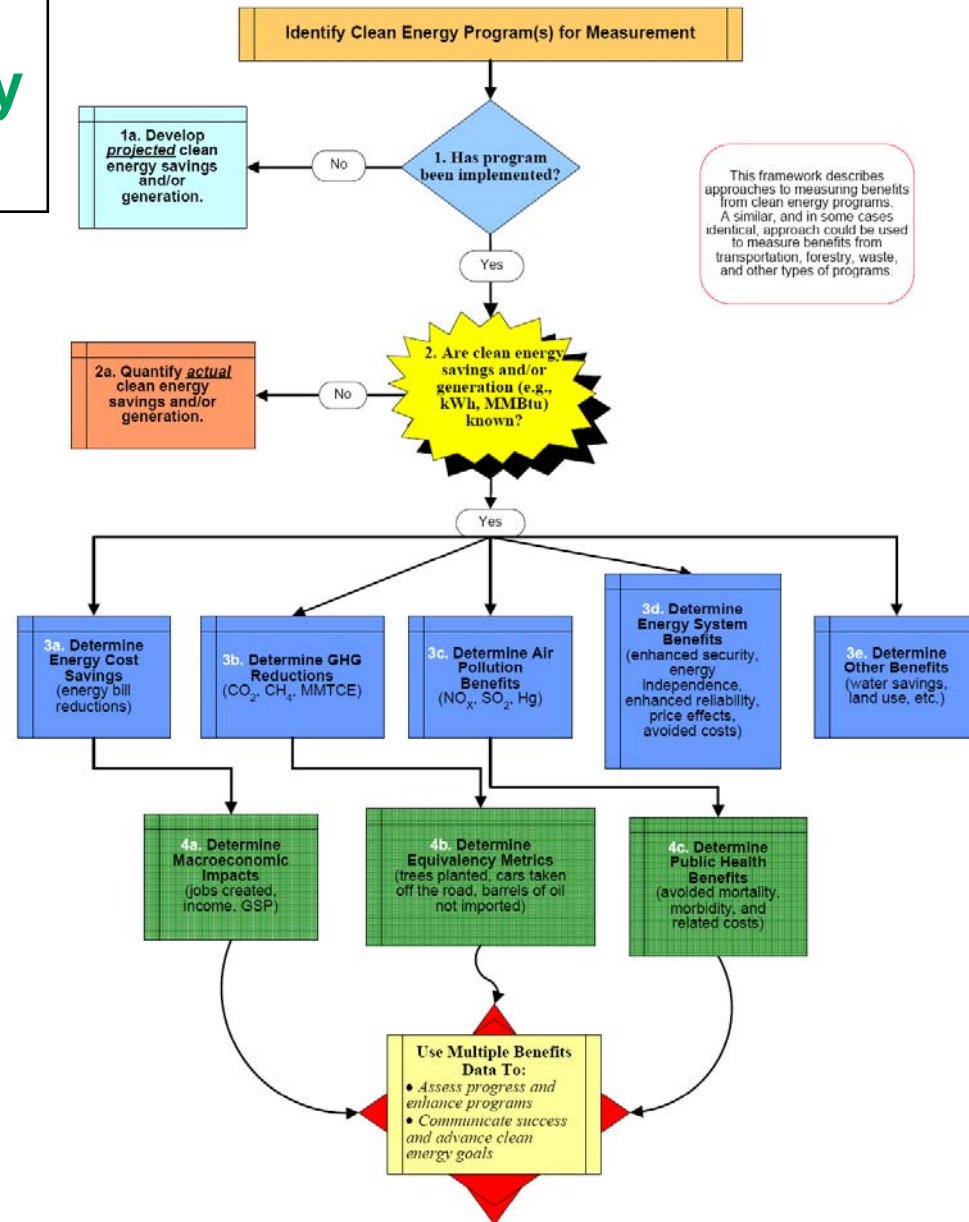 y
Identify Clean Energy Program(s) for Measurement
1a. Develop
projected clean
energy savings
and/or
generation.
No
1. Has program
been implemented?
This framework describes
approaches to measuring benefits
from clean energy programs.
A similar, and in some cases
identical, approach could be used
to measure benefits from
transportation, forestry, waste,
and other types of programs.
Yes
2a. Quantify actual
clean energy
savings and/or
generation.
No
2. Are clean energy
savings and/or
generation (e.g.,
kWh, MMBtu)
known?
Yes
3a. Determine
Energy Cost
Savings
(energy bill
reductions)
3b. Determine GHG
Reductions
(CO₂, CH₄, MMTCE)
3c. Determine Air
Pollution
Benefits
(NOₓ, SO₂, Hg)
3d. Determine
Energy System
Benefits
(enhanced security,
energy
independence,
enhanced reliability,
price effects,
avoided costs)
3e. Determine
Other Benefits
(water savings,
land use, etc.)
4a. Determine
Macroeconomic
Impacts
(jobs created,
income, GSP)
4b. Determine
Equivalency Metrics
(trees planted, cars taken
off the road, barrels of oil
not imported)
4c. Determine
Public Health
Benefits
(avoided mortality,
morbidity, and
related costs)
Use Multiple Benefits
Data To:
● Assess progress and
enhance programs
● Communicate success
and advance clean
energy goals